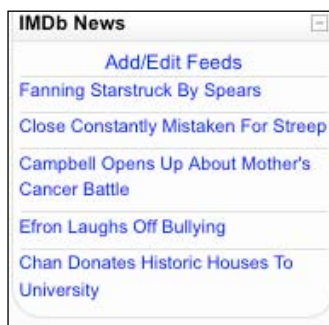 IMDb News
Add/Edit Feeds
Fanning Starstruck By Spears
Close Constantly Mistaken For Streep
Campbell Opens Up About Mother's
Cancer Battle
Efron Laughs Off Bullying
Chan Donates Historic Houses To
University